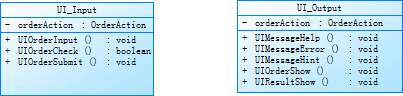 UI_Input
- orderAction : OrderAction
+ UIOrderInput () : void
+ UIOrderCheck () : boolean
+ UIOrderSubmit () : void
UI_Output
- orderAction : OrderAction
+ UIMessageHelp () : void
+ UIMessageError () : void
+ UIMessageHint () : void
+ UIOrderShow () : void
+ UIResultShow () : void